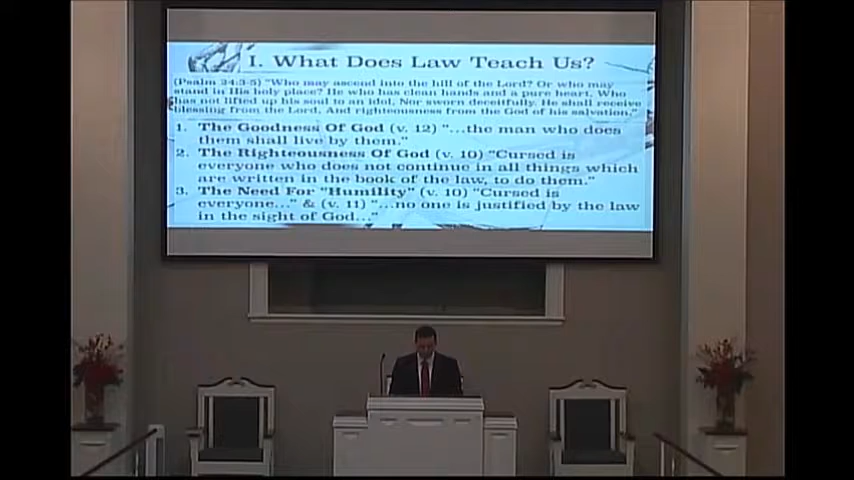 I. What Does Law Teach Us?
(Psalm 24:3-5) "Who may ascend into the hill of the Lord? Or who may
stand in His holy place? He who has clean hands and a pure heart, Who
has not lifted up his soul to an idol, Nor sworn deceitfully. He shall receive
blessing from the Lord, And righteousness from the God of his salvation."
1. The Goodness Of God (v. 12) "...the man who does
them shall live by them."
2. The Righteousness Of God (v. 10) "Cursed is
everyone who does not continue in all things which
are written in the book of the law, to do them."
3. The Need For "Humility" (v. 10) "Cursed is
everyone..." & (v. 11) "...no one is justified by the law
in the sight of God..."